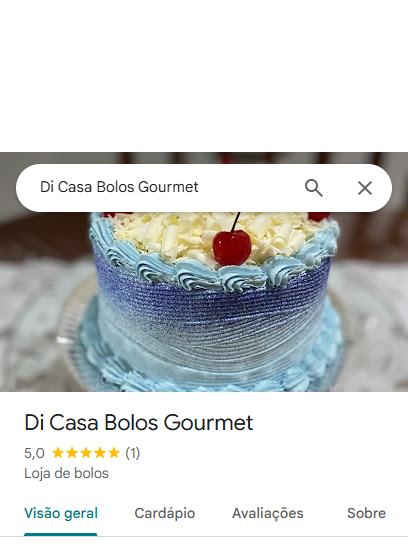 Di Casa Bolos Gourmet
Di Casa Bolos Gourmet
5,0 ★★★★★ (1)
Loja de bolos
Visão geral Cardápio Avaliações Sobre